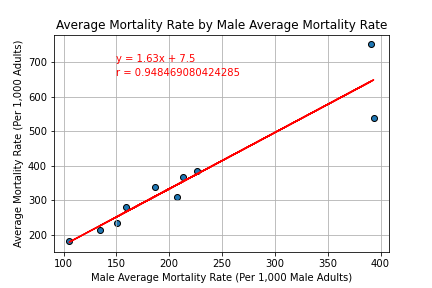 Average Mortality Rate by Male Average Mortality Rate
y = 1.63x + 7.5
r = 0.948469080424285
Average Mortality Rate (Per 1,000 Adults)
700
600
500
400
300
200
100 150 200 250 300 350 400
Male Average Mortality Rate (Per 1,000 Male Adults)